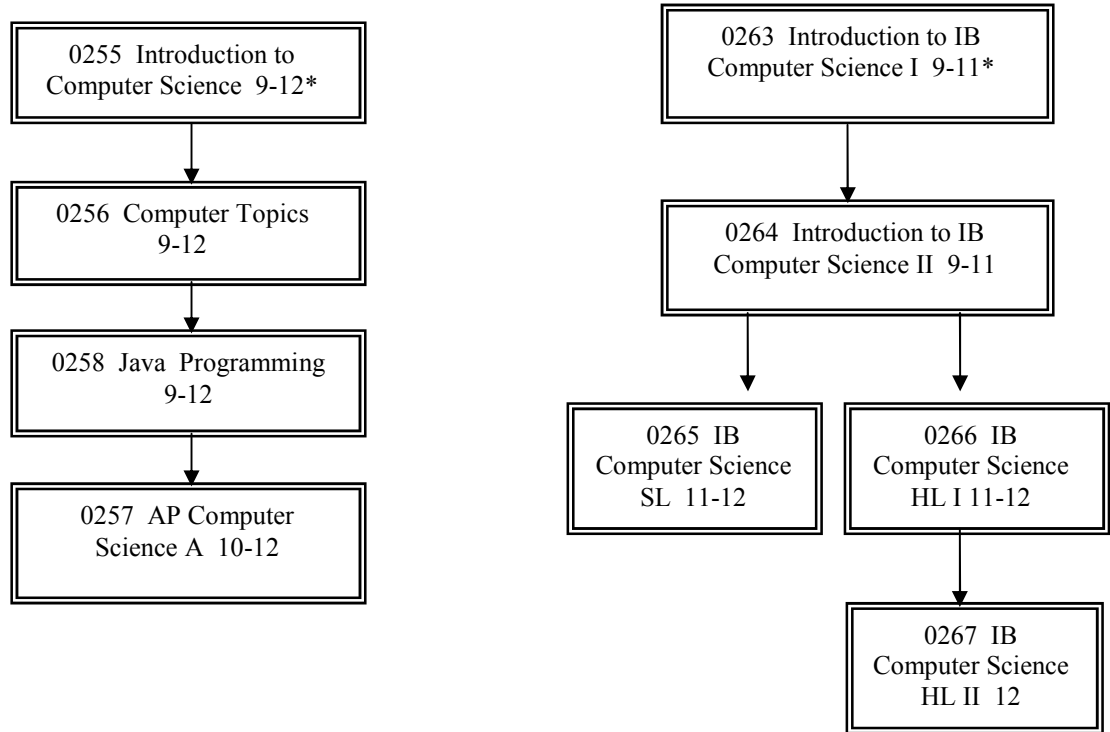 0255 Introduction to
Computer Science 9-12*
0256 Computer Topics
9-12
0258 Java Programming
9-12
0257 AP Computer
Science A 10-12
0263 Introduction to IB
Computer Science I 9-11*
0264 Introduction to IB
Computer Science II 9-11
0265 IB
Computer Science
SL 11-12
0266 IB
Computer Science
HL I 11-12
0267 IB
Computer Science
HL II 12